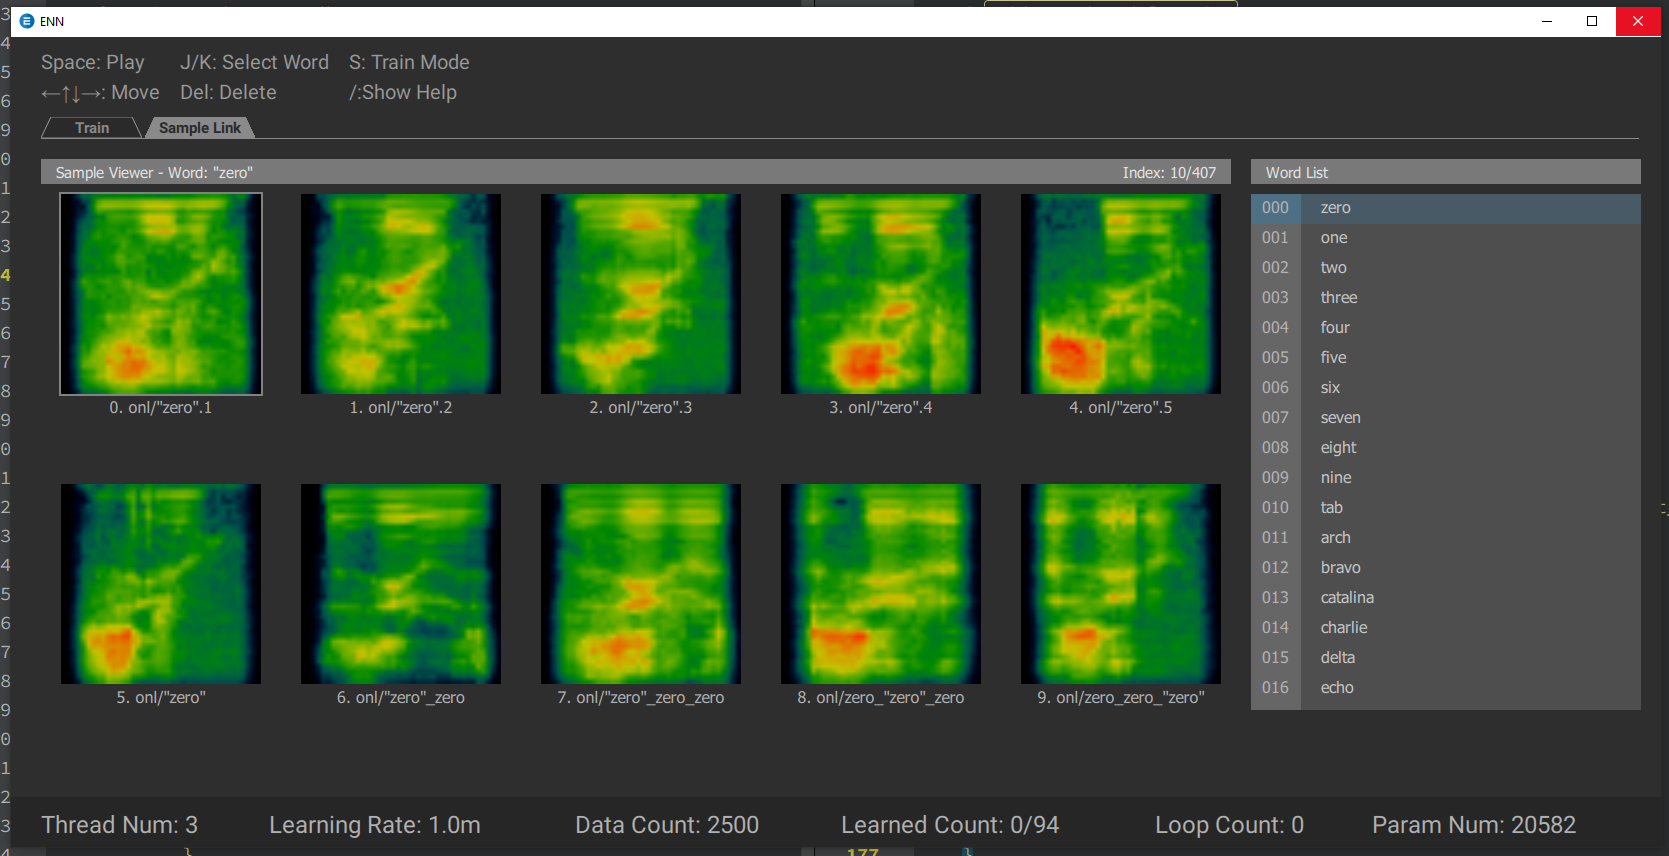 ENN
Space: Play J/K: Select Word S: Train Mode
←↑↓→: Move Del: Delete /:Show Help
Train Sample Link
Sample Viewer - Word: "zero" Index: 10/407
0. onl/"zero".1 1. onl/"zero".2 2. onl/"zero".3 3. onl/"zero".4 4. onl/"zero".5
5. onl/"zero" 6. onl/"zero"_zero 7. onl/"zero"_zero_zero 8. onl/zero_"zero"_zero 9. onl/zero_zero_"zero"
Word List
000 zero
001 one
002 two
003 three
004 four
005 five
006 six
007 seven
008 eight
009 nine
010 tab
011 arch
012 bravo
013 catalina
014 charlie
015 delta
016 echo
Thread Num: 3 Learning Rate: 1.0m Data Count: 2500 Learned Count: 0/94 Loop Count: 0 Param Num: 20582
177 }